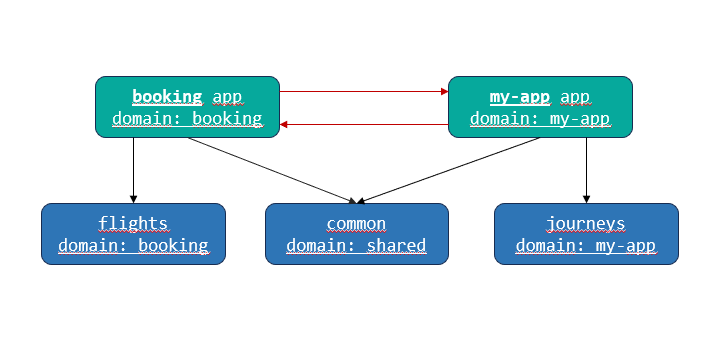 booking app
domain: booking
my-app app
domain: my-app
flights
domain: booking
common
domain: shared
journeys
domain: my-app